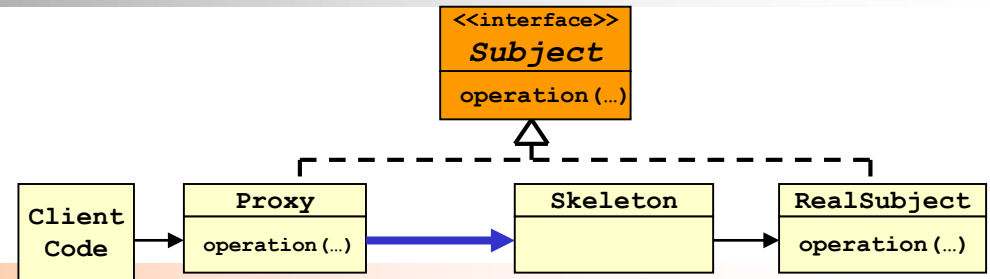 <<interface>>
Subject
operation(…)
Client
Code
Proxy
operation(…)
Skeleton
RealSubject
operation(…)